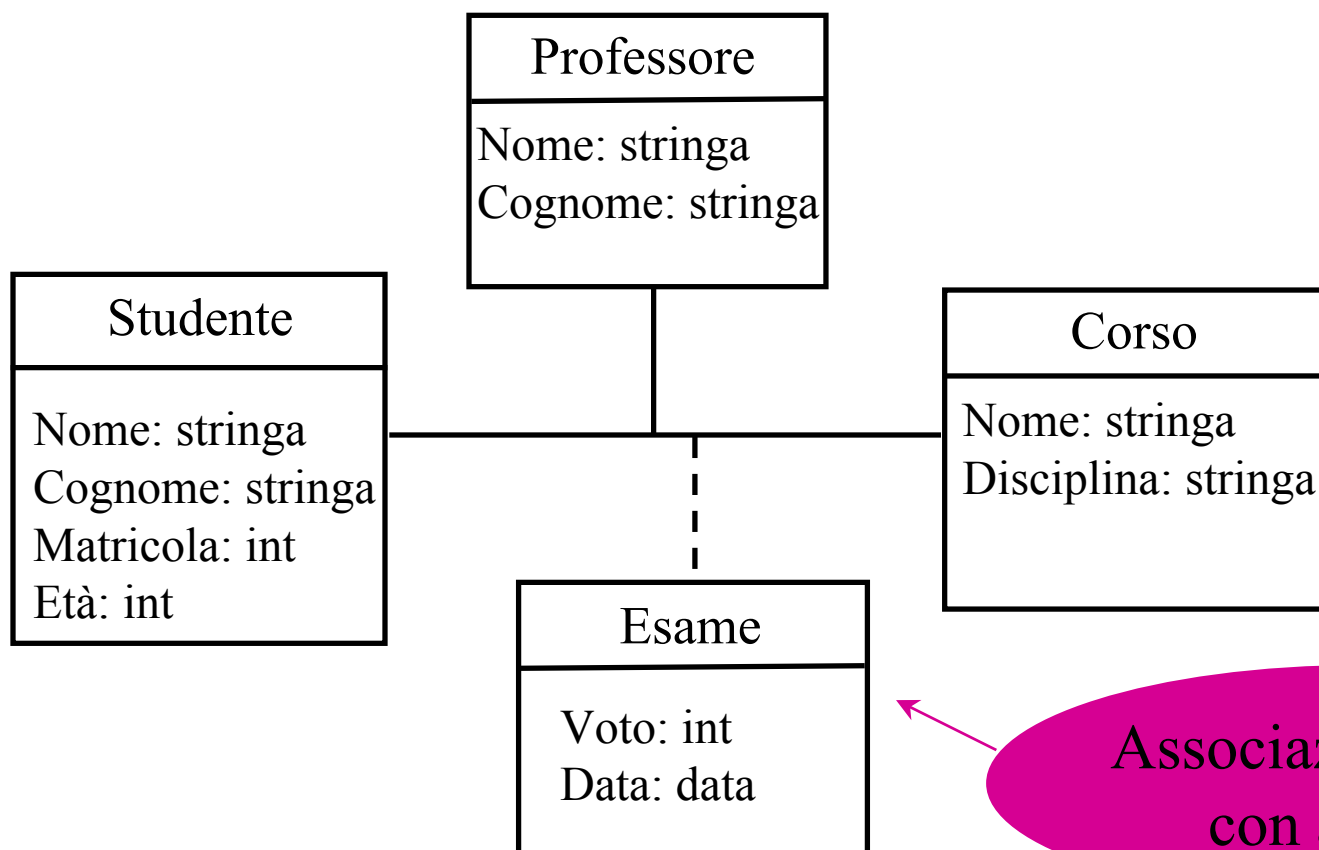 Professore
Nome: stringa
Cognome: stringa
Studente
Nome: stringa
Cognome: stringa
Matricola: int
Età: int
Corso
Nome: stringa
Disciplina: stringa
Esame
Voto: int
Data: data
con